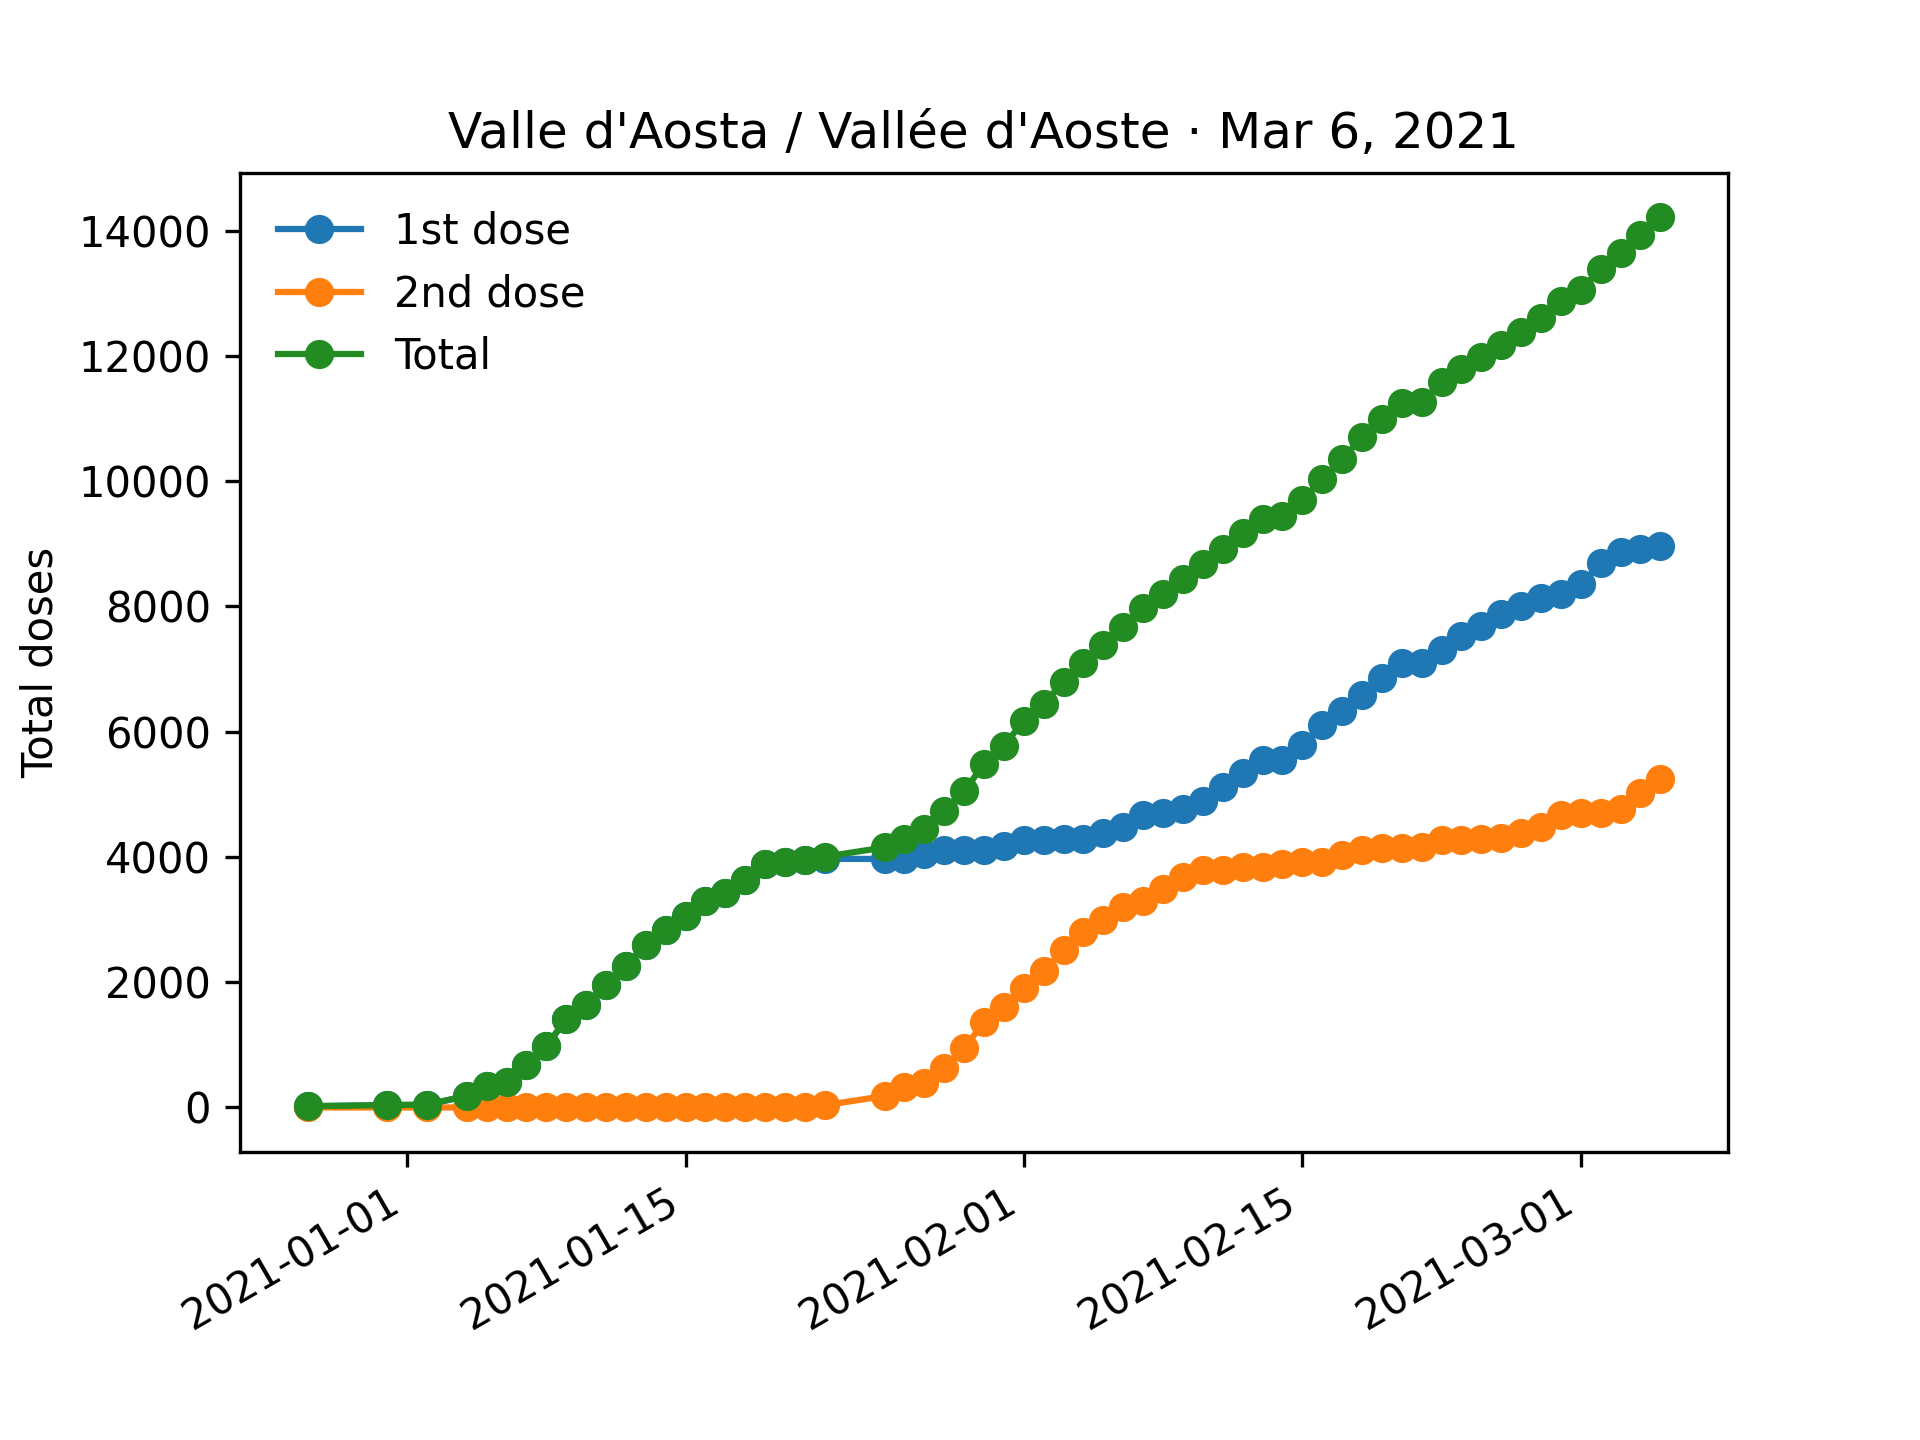 Valle d'Aosta / Vallée d'Aoste · Mar 6, 2021
1st dose
2nd dose
Total
Total doses
14000
12000
10000
8000
6000
4000
2000
0
2021-01-01
2021-01-15
2021-02-01
2021-02-15
2021-03-01